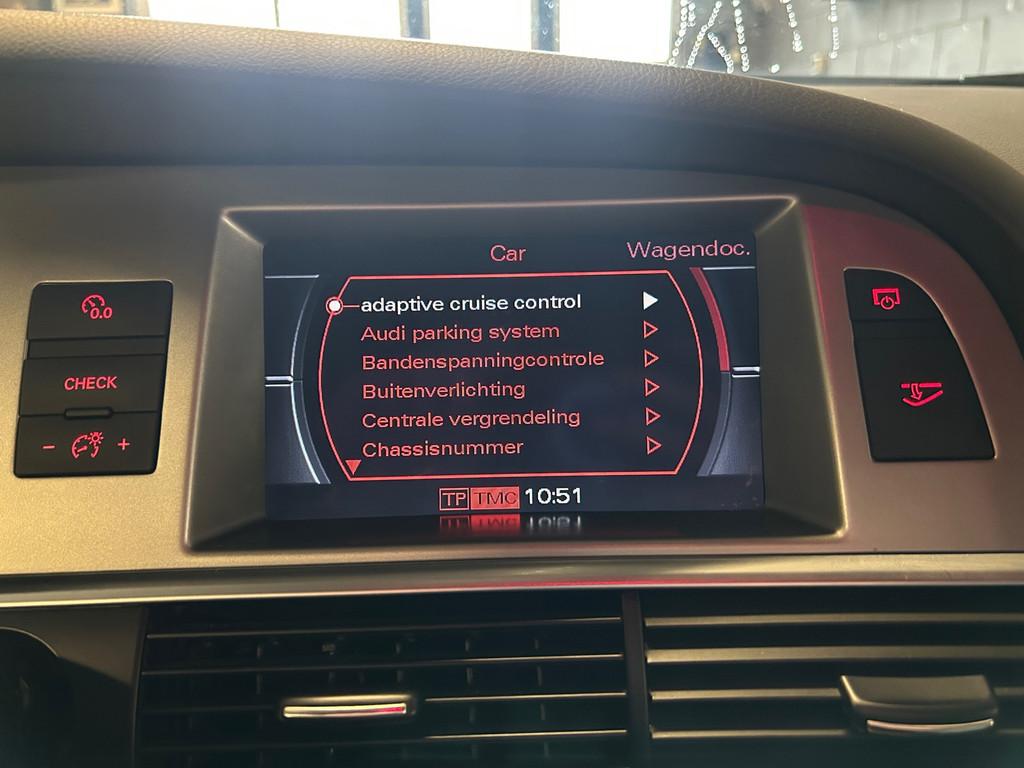 Car
Wagendoc.
adaptive cruise control
Audi parking system
Bandenspanningcontrole
Buitenverlichting
Centrale vergrendeling
Chassisnummer
TP TMC 10:51
0.0
CHECK
- +